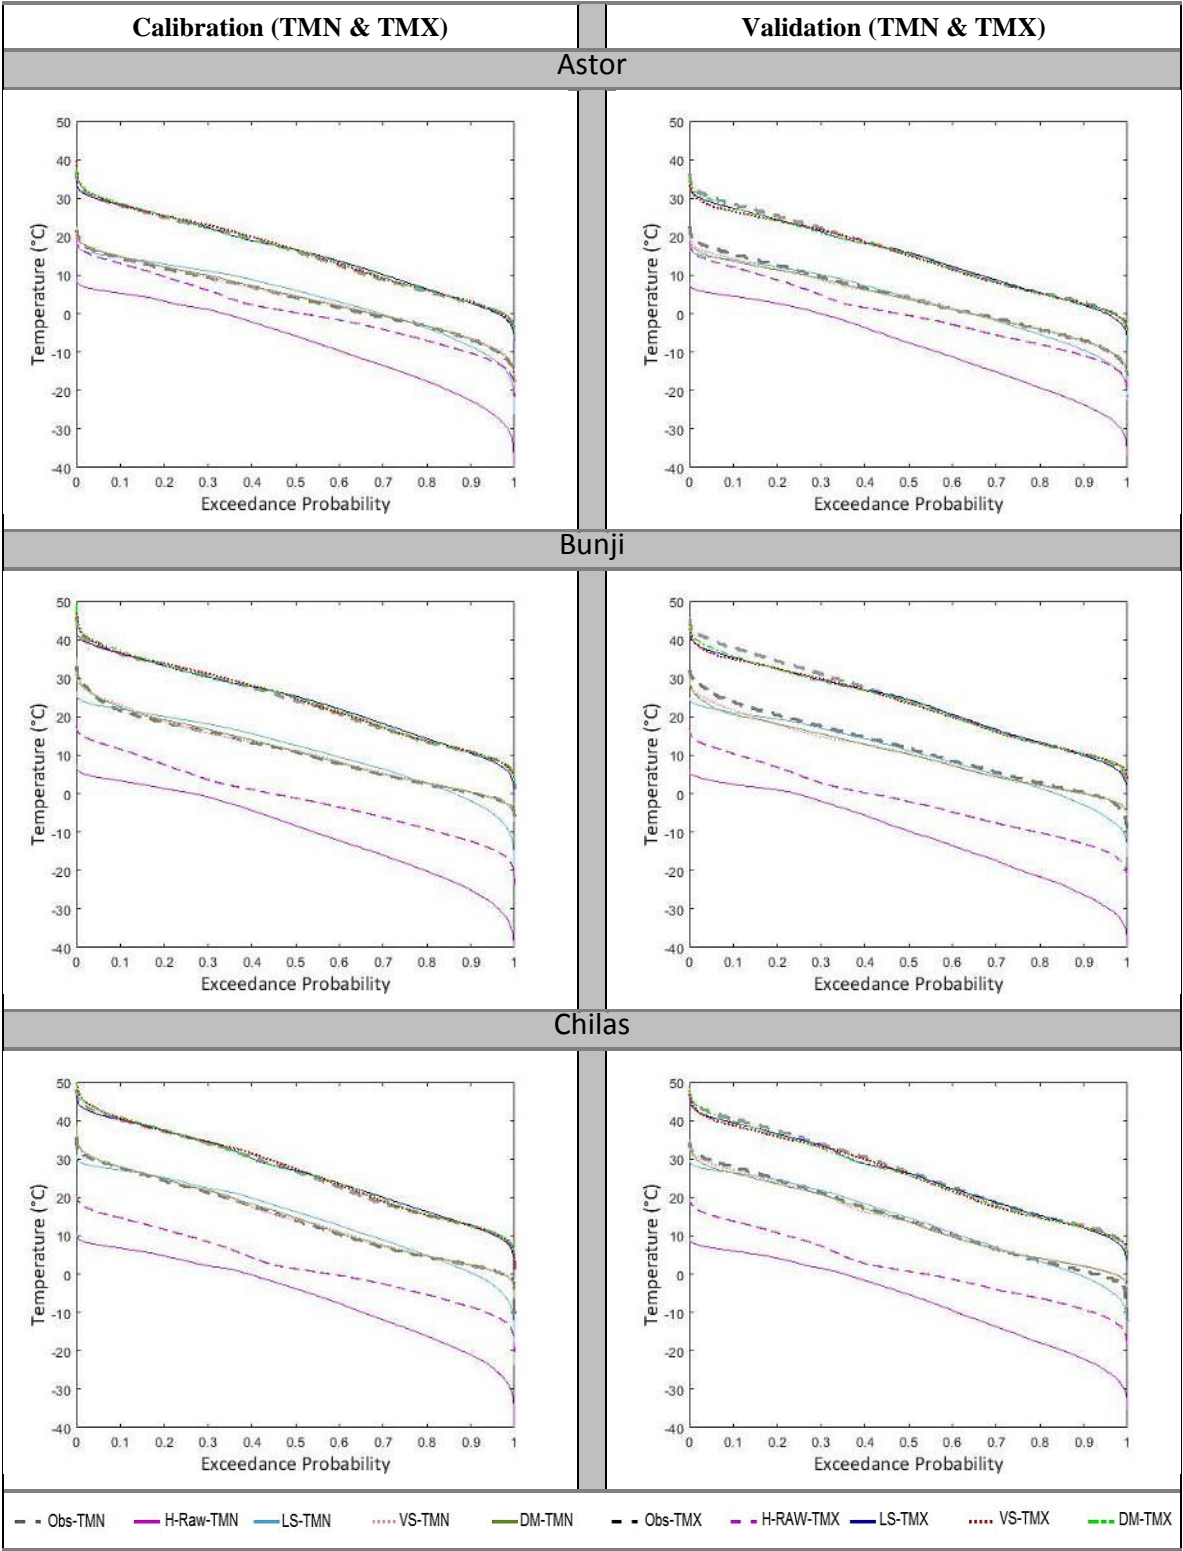 Calibration (TMN & TMX) Validation (TMN & TMX)
Astor
50 40 30 20 10 0 -10 -20 -30 -40
Temperature (°C)
0 0.1 0.2 0.3 0.4 0.5 0.6 0.7 0.8 0.9 1
Exceedance Probability
50 40 30 20 10 0 -10 -20 -30 -40
Temperature (°C)
0 0.1 0.2 0.3 0.4 0.5 0.6 0.7 0.8 0.9 1
Exceedance Probability
Bunji
50 40 30 20 10 0 -10 -20 -30 -40
Temperature (°C)
0 0.1 0.2 0.3 0.4 0.5 0.6 0.7 0.8 0.9 1
Exceedance Probability
50 40 30 20 10 0 -10 -20 -30 -40
Temperature (°C)
0 0.1 0.2 0.3 0.4 0.5 0.6 0.7 0.8 0.9 1
Exceedance Probability
Chilas
50 40 30 20 10 0 -10 -20 -30 -40
Temperature (°C)
0 0.1 0.2 0.3 0.4 0.5 0.6 0.7 0.8 0.9 1
Exceedance Probability
50 40 30 20 10 0 -10 -20 -30 -40
Temperature (°C)
0 0.1 0.2 0.3 0.4 0.5 0.6 0.7 0.8 0.9 1
Exceedance Probability
Obs-TMN H-Raw-TMN LS-TMN VS-TMN DM-TMN Obs-TMX H-RAW-TMX LS-TMX VS-TMX DM-TMX